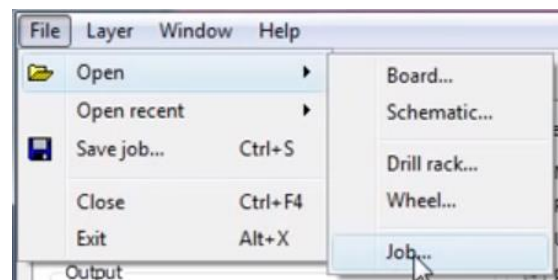 File Layer Window Help
Open
Open recent
Save job... Ctrl+S
Close Ctrl+F4
Exit Alt+X
Board...
Schematic...
Drill rack...
Wheel...
Job...
Output